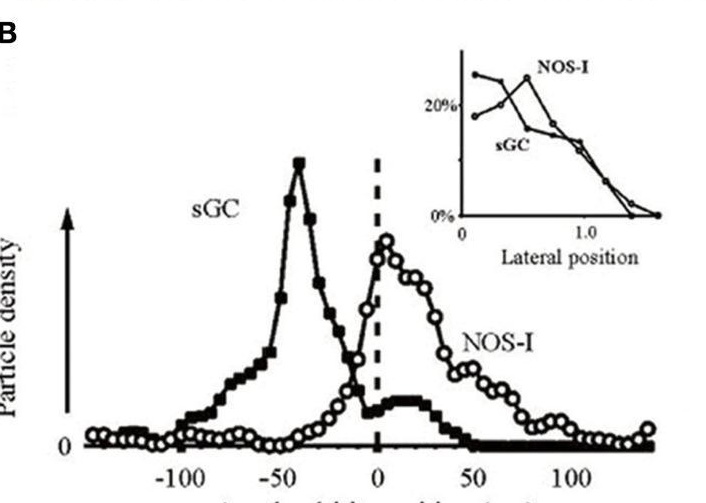 B
NOS-I
20%
sGC
0%
0 1.0
Lateral position
sGC
NOS-I
Particle density
0
-100 -50 0 50 100